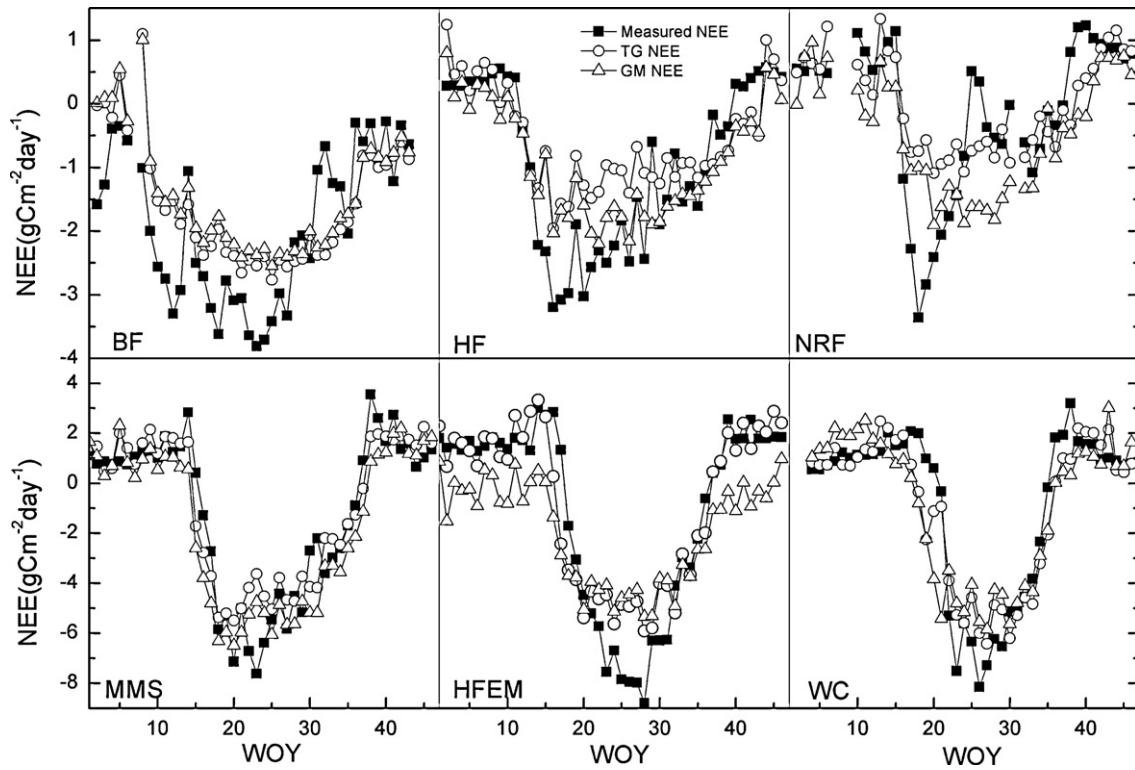 Measured NEE
TG NEE
GM NEE
NEE(gCm⁻²day⁻¹)
1
0
-1
-2
-3
-4
BF
HF
NRF
NEE(gCm⁻²day⁻¹)
4
2
0
-2
-4
-6
-8
MMS
HFEM
WC
10 20 30 40
10 20 30 40
10 20 30 40
WOY
WOY
WOY